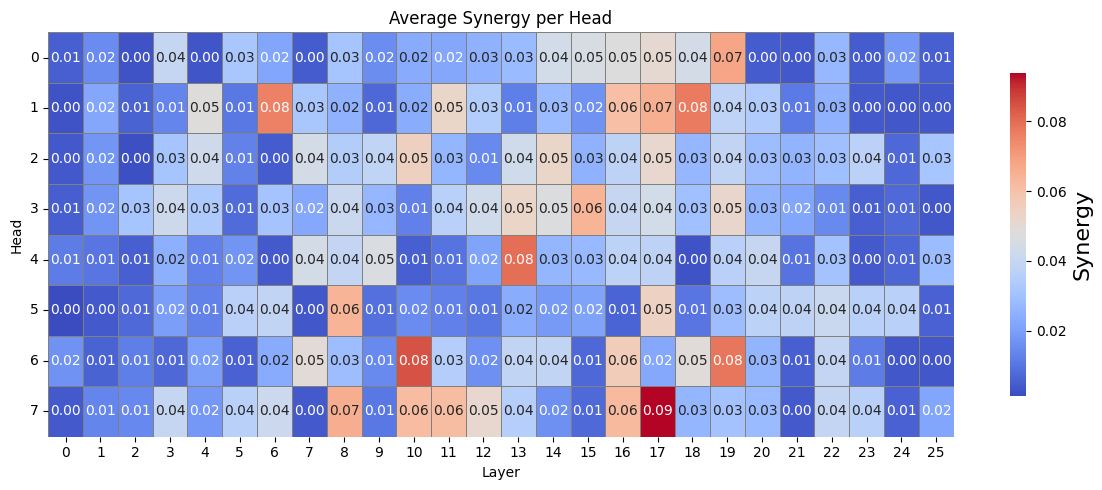 Average Synergy per Head
0 0.01 0.02 0.00 0.04 0.00 0.03 0.02 0.00 0.03 0.02 0.02 0.02 0.03 0.03 0.04 0.05 0.05 0.05 0.04 0.07 0.00 0.00 0.03 0.00 0.02 0.01
1 0.00 0.02 0.01 0.01 0.05 0.01 0.08 0.03 0.02 0.01 0.02 0.05 0.03 0.01 0.03 0.02 0.06 0.07 0.08 0.04 0.03 0.01 0.03 0.00 0.00 0.00
2 0.00 0.02 0.00 0.03 0.04 0.01 0.00 0.04 0.03 0.04 0.05 0.03 0.01 0.04 0.05 0.03 0.04 0.05 0.03 0.04 0.03 0.03 0.03 0.04 0.01 0.03
3 0.01 0.02 0.03 0.04 0.03 0.01 0.03 0.02 0.04 0.03 0.01 0.04 0.04 0.05 0.05 0.06 0.04 0.04 0.03 0.05 0.03 0.02 0.01 0.01 0.01 0.00
4 0.01 0.01 0.01 0.02 0.01 0.02 0.00 0.04 0.04 0.05 0.01 0.01 0.02 0.08 0.03 0.03 0.04 0.04 0.00 0.04 0.04 0.01 0.03 0.00 0.01 0.03
5 0.00 0.00 0.01 0.02 0.01 0.04 0.04 0.00 0.06 0.01 0.02 0.01 0.01 0.02 0.02 0.02 0.01 0.05 0.01 0.03 0.04 0.04 0.04 0.04 0.04 0.01
6 0.02 0.01 0.01 0.01 0.02 0.01 0.02 0.05 0.03 0.01 0.08 0.03 0.02 0.04 0.04 0.01 0.06 0.02 0.05 0.08 0.03 0.01 0.04 0.01 0.00 0.00
7 0.00 0.01 0.01 0.04 0.02 0.04 0.04 0.00 0.07 0.01 0.06 0.06 0.05 0.04 0.02 0.01 0.06 0.09 0.03 0.03 0.03 0.00 0.04 0.04 0.01 0.02
0 1 2 3 4 5 6 7 8 9 10 11 12 13 14 15 16 17 18 19 20 21 22 23 24 25
Layer
Head
0.08
0.06
0.04
0.02
Synergy